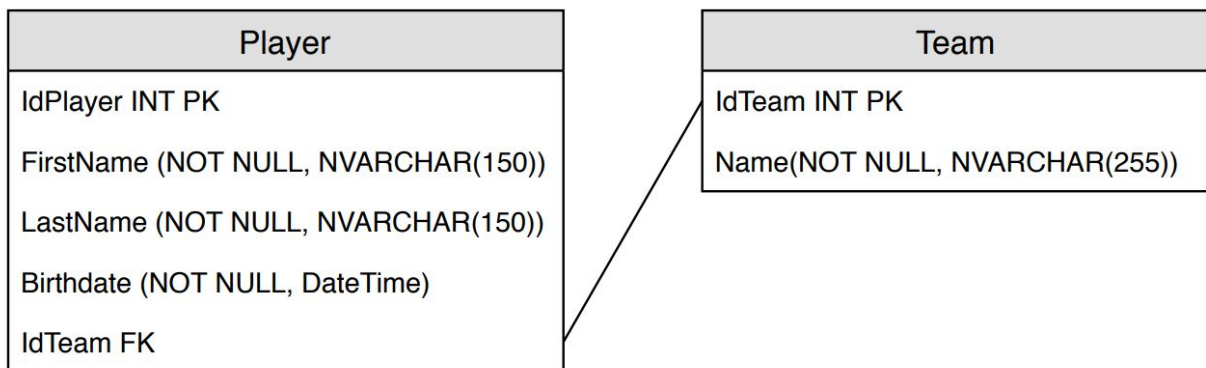 Player
IdPlayer INT PK
FirstName (NOT NULL, NVARCHAR(150))
LastName (NOT NULL, NVARCHAR(150))
Birthdate (NOT NULL, DateTime)
IdTeam FK
Team
IdTeam INT PK
Name(NOT NULL, NVARCHAR(255))